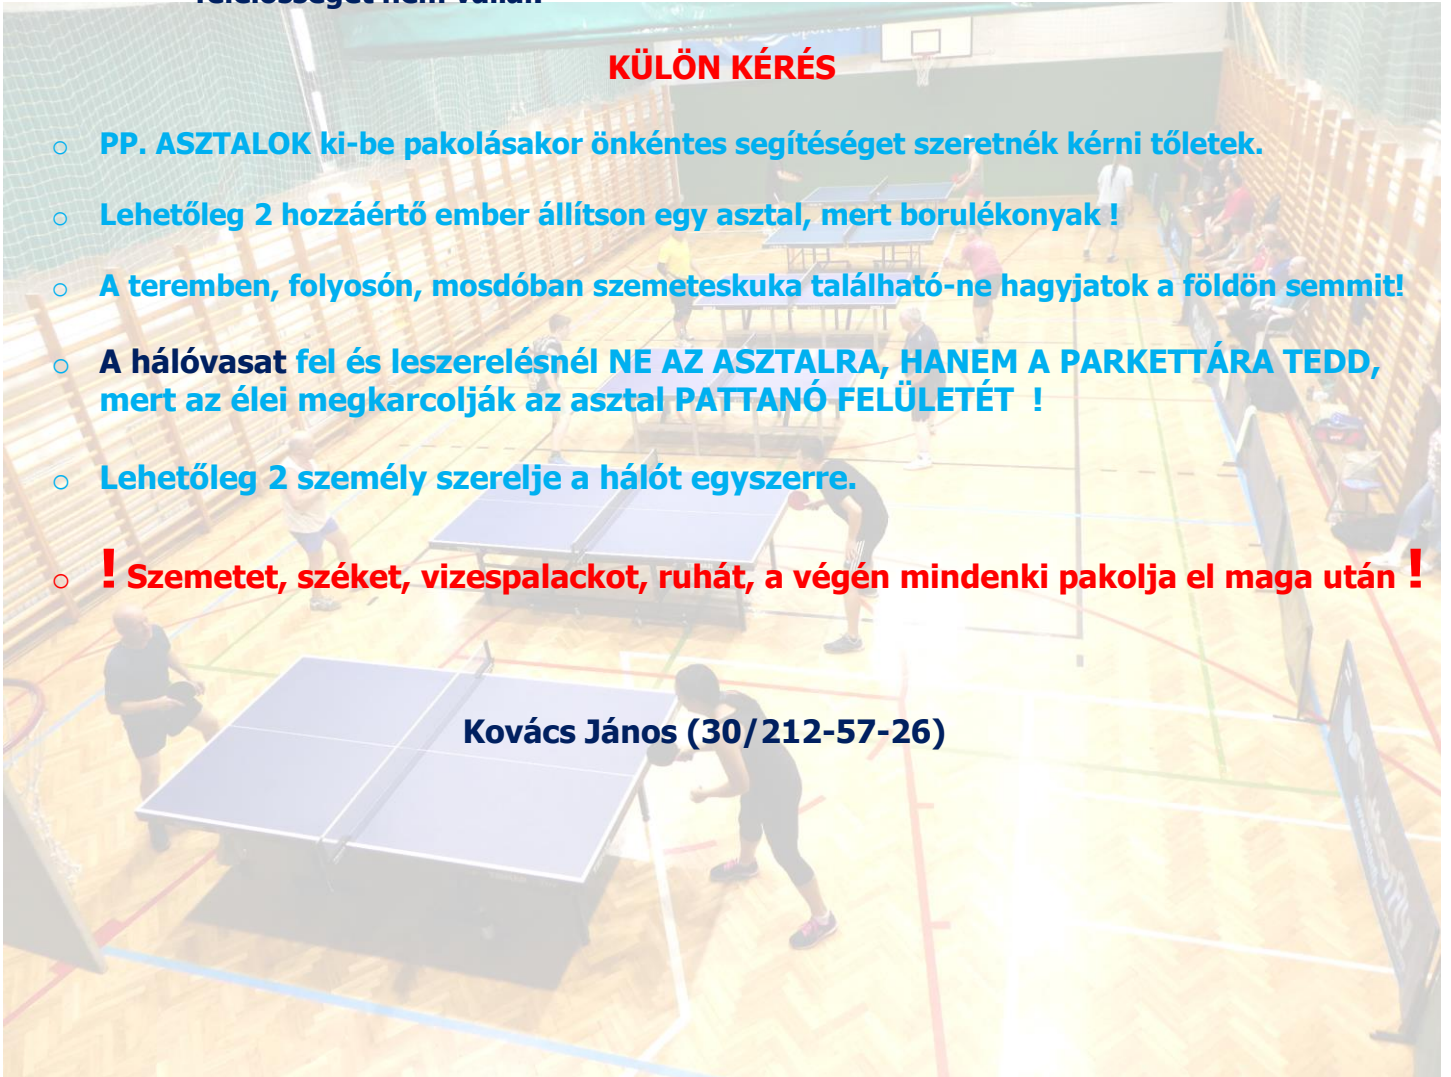 felelősséget nem vállal.
KÜLÖN KÉRÉS
o PP. ASZTALOK ki-be pakolásakor önkéntes segítéséget szeretnék kérni tőletek.
o Lehetőleg 2 hozzáértő ember állítson egy asztal, mert borulékonyak !
o A teremben, folyosón, mosdóban szemeteskuka található-ne hagyjatok a földön semmit!
o A hálóvasat fel és leszerelésnél NE AZ ASZTALRA, HANEM A PARKETTÁRA TEDD,
mert az élei megkarcolják az asztal PATTANÓ FELÜLETÉT !
o Lehetőleg 2 személy szerelje a hálót egyszerre.
o ! Szemetet, széket, vizespalackot, ruhát, a végén mindenki pakolja el maga után !
Kovács János (30/212-57-26)